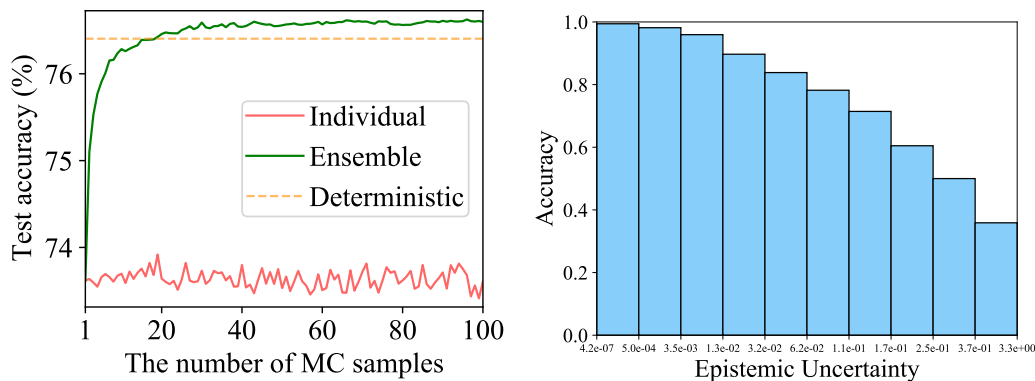 Test accuracy (%)
76
75
74
1
20
40
60
80
100
The number of MC samples
Individual
Ensemble
Deterministic
Accuracy
1.0
0.8
0.6
0.4
0.2
0.0
4.2e-07
5.0e-04
3.5e-03
1.3e-02
3.2e-02
6.2e-02
1.1e-01
1.7e-01
2.5e-01
3.7e-01
3.3e+00
Epistemic Uncertainty